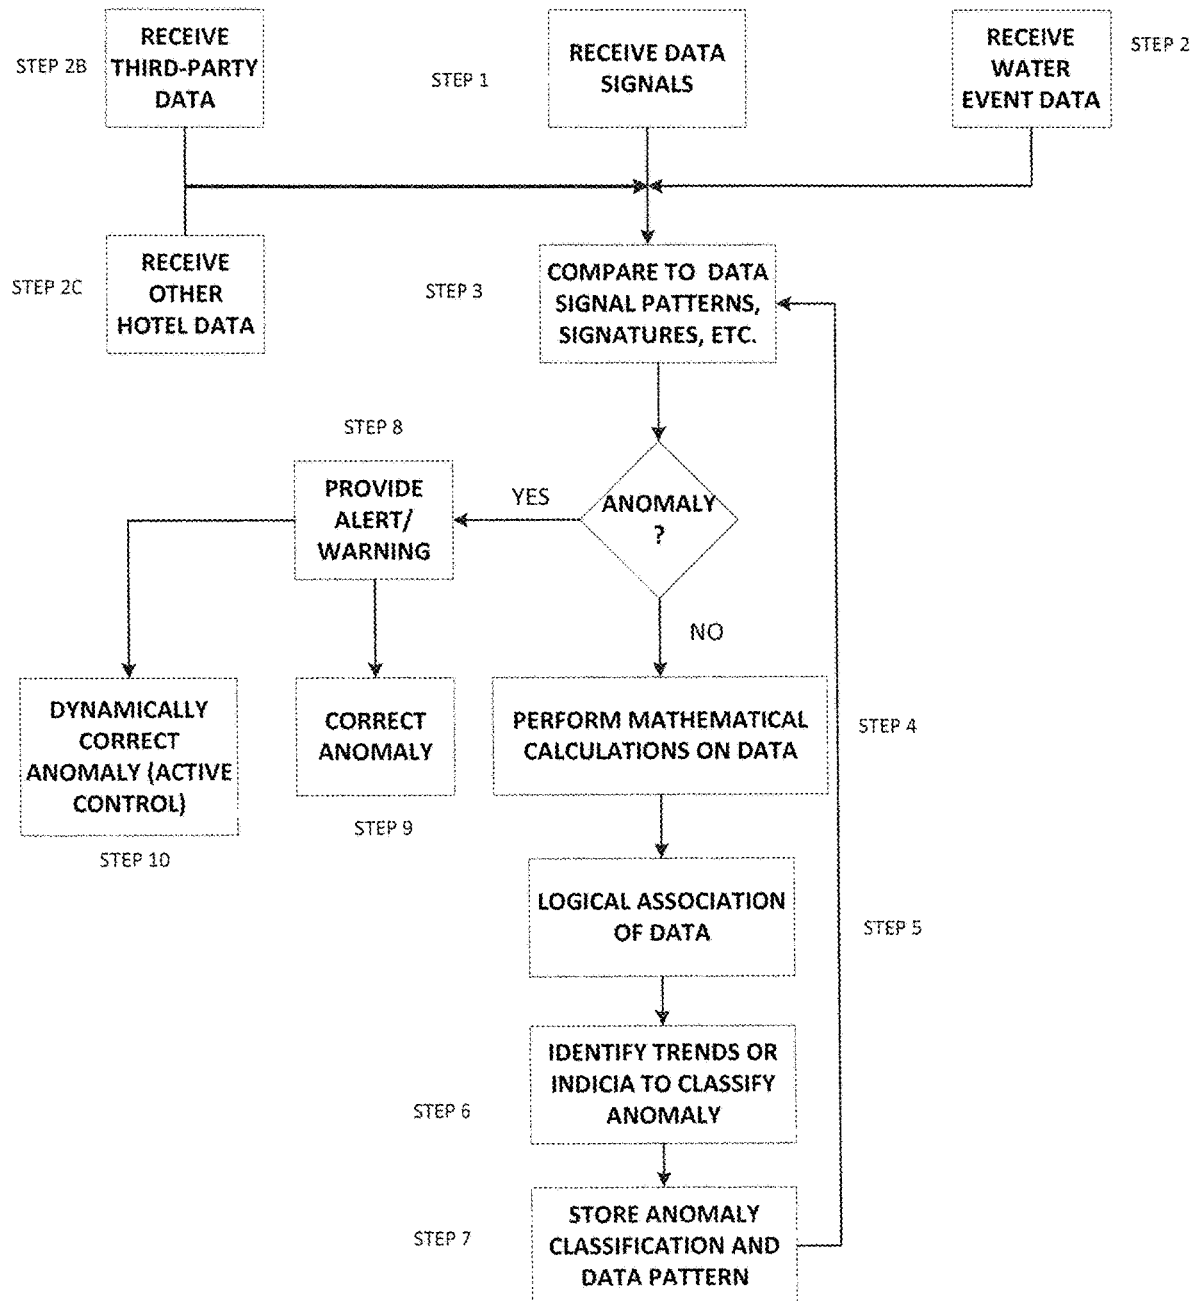 STEP 2B
RECEIVE
THIRD-PARTY
DATA
STEP 1
RECEIVE DATA
SIGNALS
RECEIVE
WATER
EVENT DATA
STEP 2
STEP 2C
RECEIVE
OTHER
HOTEL DATA
STEP 3
COMPARE TO DATA
SIGNAL PATTERNS,
SIGNATURES, ETC.
STEP 8
PROVIDE
ALERT/
WARNING
YES
ANOMALY
?
NO
DYNAMICALLY
CORRECT
ANOMALY (ACTIVE
CONTROL)
STEP 10
CORRECT
ANOMALY
STEP 9
PERFORM MATHEMATICAL
CALCULATIONS ON DATA
STEP 4
LOGICAL ASSOCIATION
OF DATA
STEP 5
IDENTIFY TRENDS OR
INDICIA TO CLASSIFY
ANOMALY
STEP 6
STEP 7
STORE ANOMALY
CLASSIFICATION AND
DATA PATTERN